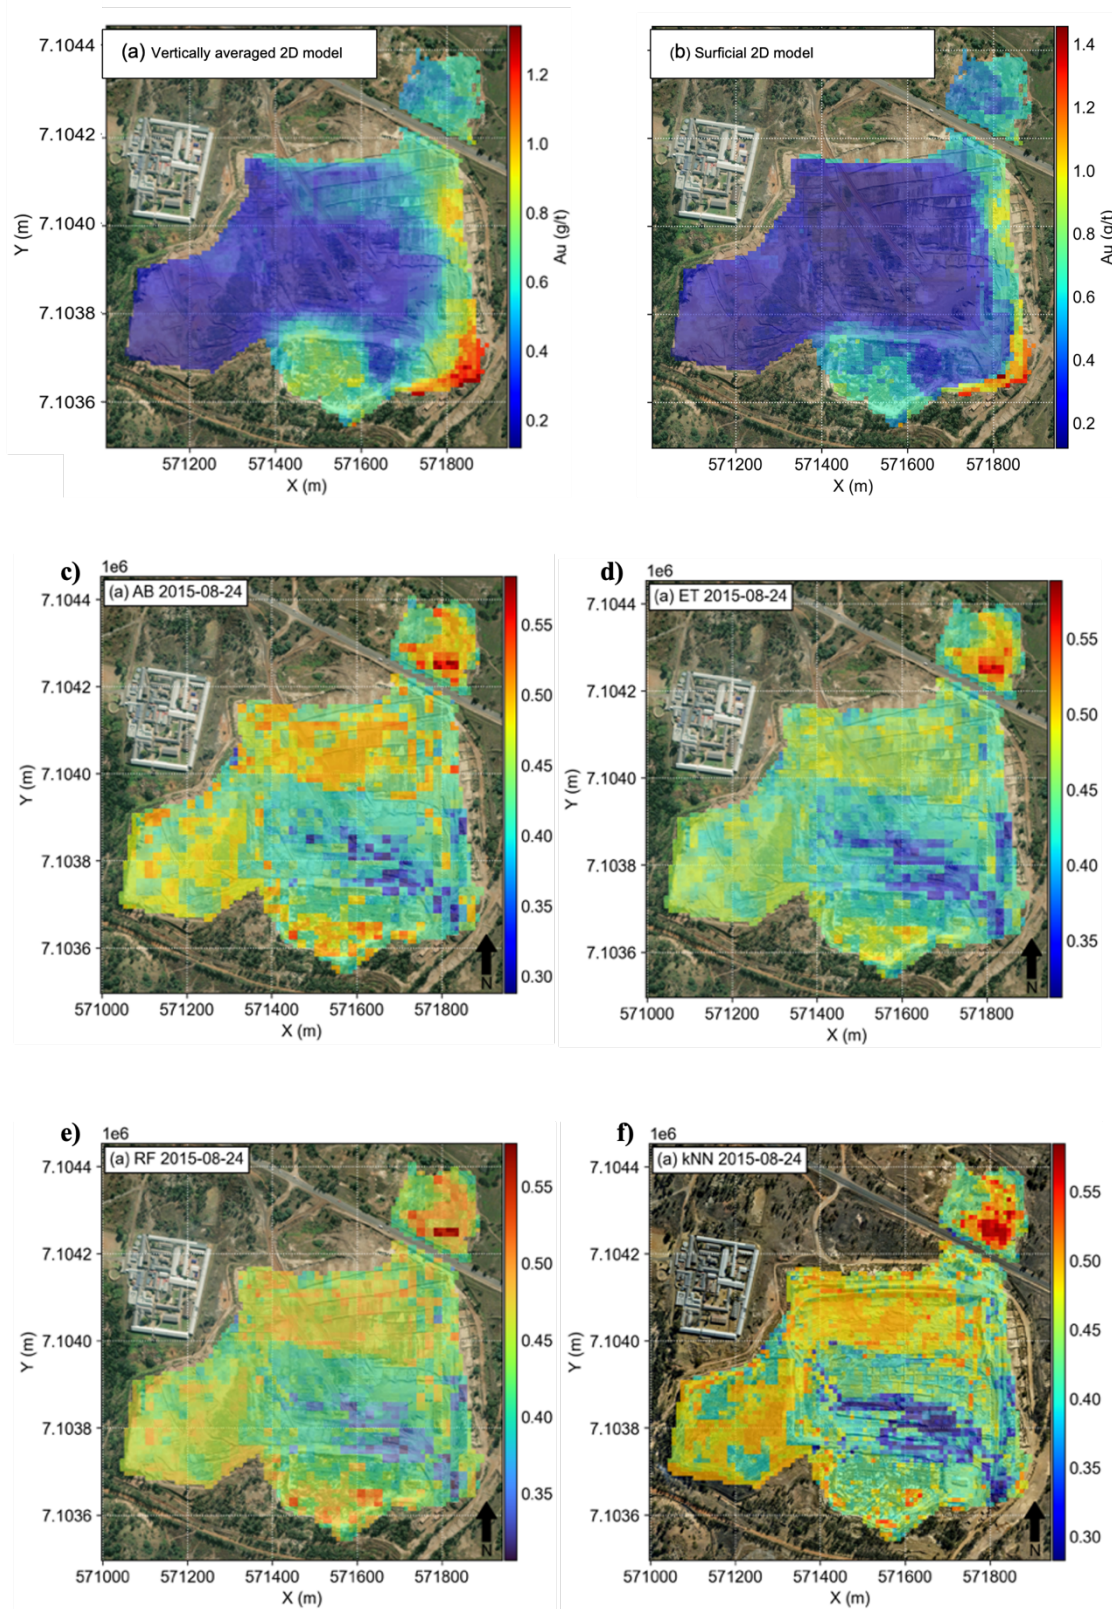 (a) Vertically averaged 2D model
7.1044
7.1042
7.1040
7.1038
7.1036
Y (m)
571200 571400 571600 571800
X (m)
1.2
1.0
0.8
0.6
0.4
0.2
Au (g/t)
(b) Surficial 2D model
571200 571400 571600 571800
X (m)
1.4
1.2
1.0
0.8
0.6
0.4
0.2
Au (g/t)
c)
1e6
(a) AB 2015-08-24
7.1044
7.1042
7.1040
7.1038
7.1036
Y (m)
571000 571200 571400 571600 571800
X (m)
N
0.55
0.50
0.45
0.40
0.35
0.30
d)
1e6
(a) ET 2015-08-24
7.1044
7.1042
7.1040
7.1038
7.1036
Y (m)
571000 571200 571400 571600 571800
X (m)
N
0.55
0.50
0.45
0.40
0.35
e)
1e6
(a) RF 2015-08-24
7.1044
7.1042
7.1040
7.1038
7.1036
Y (m)
571000 571200 571400 571600 571800
X (m)
N
0.55
0.50
0.45
0.40
0.35
f)
1e6
(a) kNN 2015-08-24
7.1044
7.1042
7.1040
7.1038
7.1036
Y (m)
571000 571200 571400 571600 571800
X (m)
N
0.55
0.50
0.45
0.40
0.35
0.30